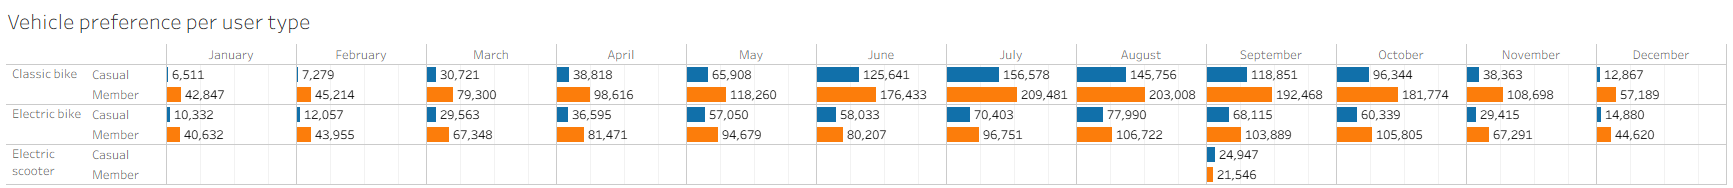 Vehicle preference per user type
January February March April May June July August September October November December
Classic bike Casual 6,511 7,279 30,721 38,818 65,908 125,641 156,578 145,756 118,851 96,344 38,363 12,867
Member 42,847 45,214 79,300 98,616 118,260 176,433 209,481 203,008 192,468 181,774 108,698 57,189
Electric bike Casual 10,332 12,057 29,563 36,595 57,050 58,033 70,403 77,990 68,115 60,339 29,415 14,880
Member 40,632 43,955 67,348 81,471 94,679 80,207 96,751 106,722 103,889 105,805 67,291 44,620
Electric Casual 24,947
scooter Member 21,546